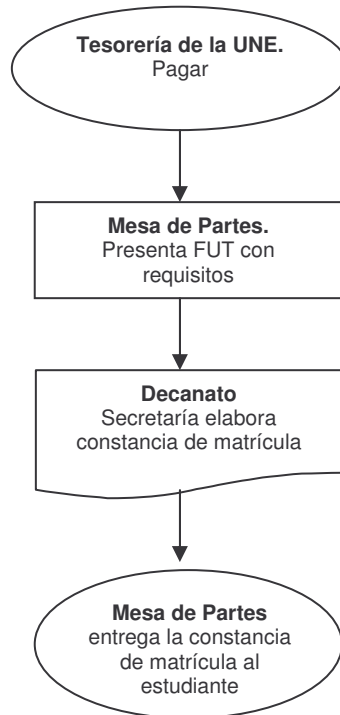 Tesorería de la UNE.
Pagar
Mesa de Partes.
Presenta FUT con
requisitos
Decanato
Secretaría elabora
constancia de matrícula
Mesa de Partes
entrega la constancia
de matrícula al
estudiante